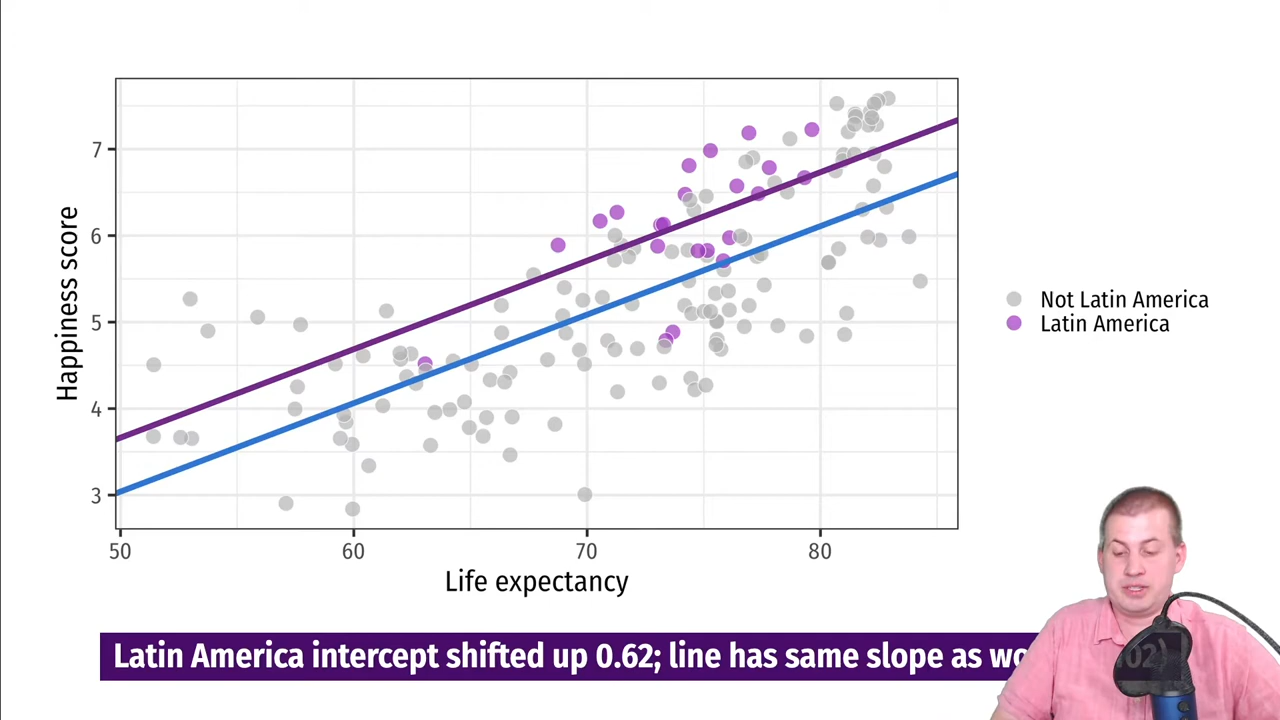 7
6
5
4
3
Happiness score
50 60 70 80
Life expectancy
Not Latin America
Latin America
Latin America intercept shifted up 0.62; line has same slope as